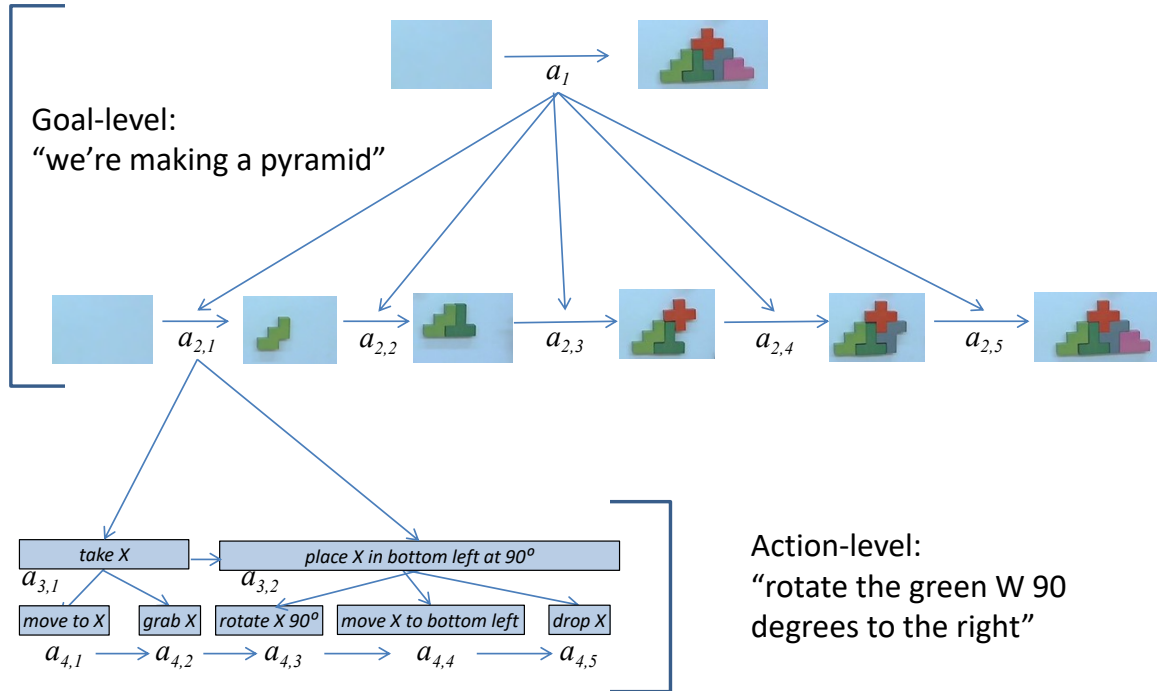 a1
Goal-level:
“we’re making a pyramid”
a2,1
a2,2
a2,3
a2,4
a2,5
take X
place X in bottom left at 90º
a3,1
a3,2
move to X
grab X
rotate X 90º
move X to bottom left
drop X
a4,1
a4,2
a4,3
a4,4
a4,5
Action-level:
“rotate the green W 90
degrees to the right”